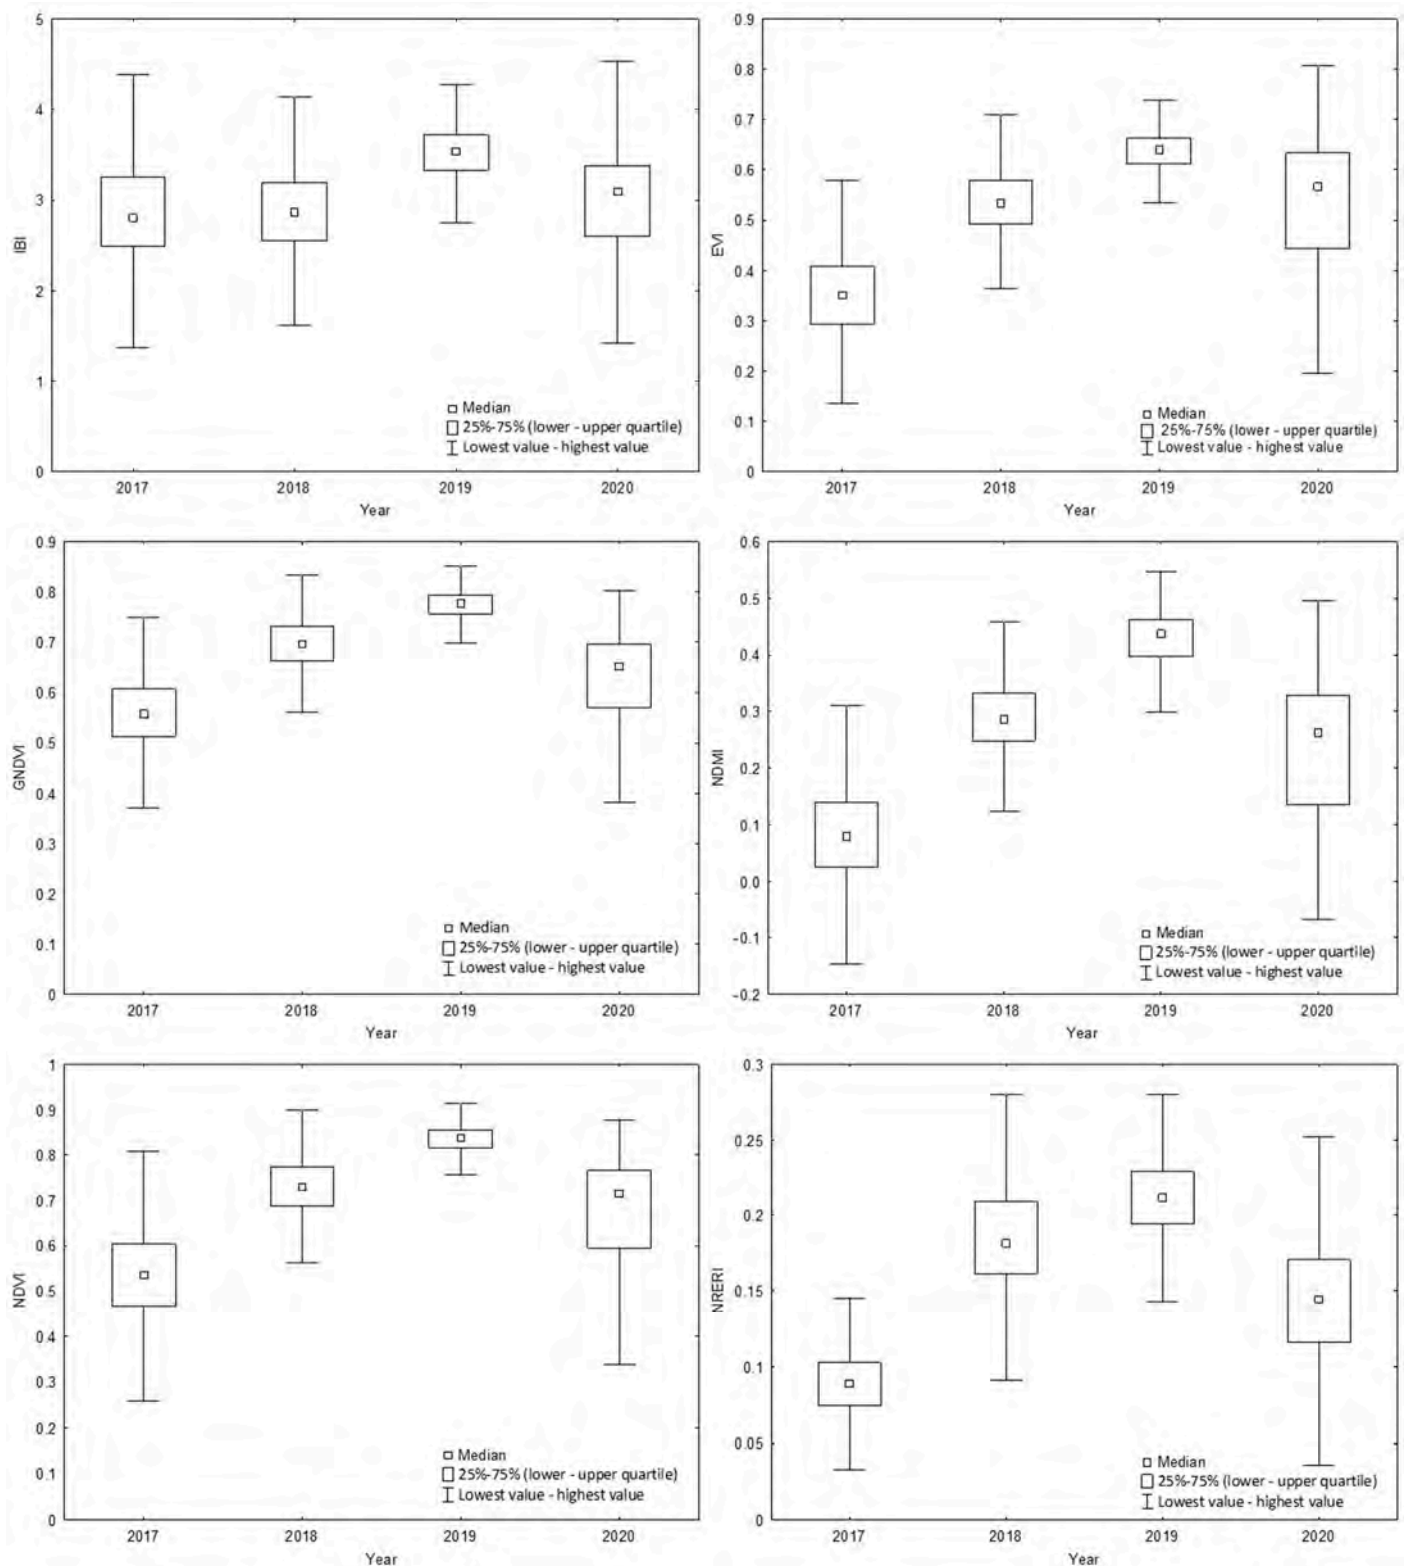 5
4
3
2
1
0
IBI
2017
2018
2019
2020
Year
Median
25%-75% (lower - upper quartile)
Lowest value - highest value
0.9
0.8
0.7
0.6
0.5
0.4
0.3
0.2
0.1
0
EVI
2017
2018
2019
2020
Year
Median
25%-75% (lower - upper quartile)
Lowest value - highest value
0.9
0.8
0.7
0.6
0.5
0.4
0.3
0.2
0.1
0
GNDVI
2017
2018
2019
2020
Year
Median
25%-75% (lower - upper quartile)
Lowest value - highest value
0.6
0.5
0.4
0.3
0.2
0.1
0.0
−0.1
−0.2
NDMI
2017
2018
2019
2020
Year
Median
25%-75% (lower - upper quartile)
Lowest value - highest value
1
0.9
0.8
0.7
0.6
0.5
0.4
0.3
0.2
0.1
0
NDVI
2017
2018
2019
2020
Year
Median
25%-75% (lower - upper quartile)
Lowest value - highest value
0.3
0.25
0.2
0.15
0.1
0.05
0
NRERI
2017
2018
2019
2020
Year
Median
25%-75% (lower - upper quartile)
Lowest value - highest value